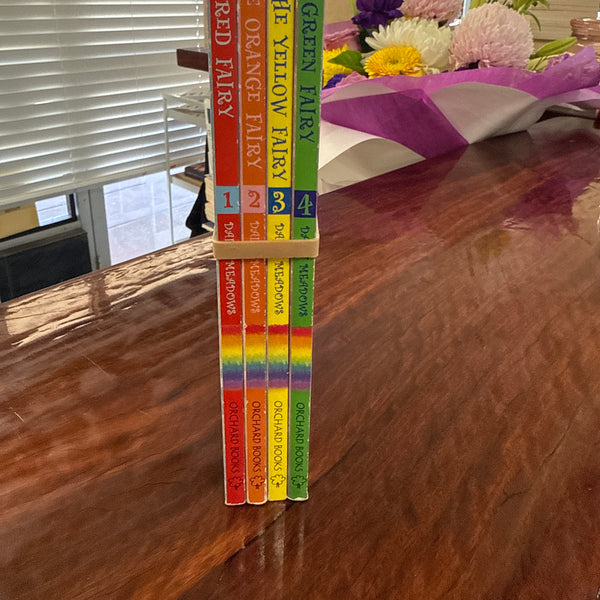 RED FAIRY 1 MEADOWS ORCHARD BOOKS
ORANGE FAIRY 2 MEADOWS ORCHARD BOOKS
YELLOW FAIRY 3 MEADOWS ORCHARD BOOKS
GREEN FAIRY 4 MEADOWS ORCHARD BOOKS